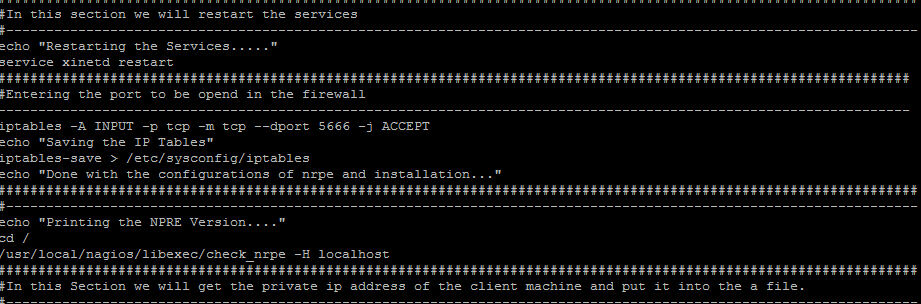 #In this section we will restart the services
#------------------------------------------------------------------------------------------------------------------
echo "Restarting the Services....."
service xinetd restart
##################################################################################################################
#Entering the port to be opend in the firewall
------------------------------------------------------------------------------------------------------------------
iptables -A INPUT -p tcp -m tcp --dport 5666 -j ACCEPT
echo "Saving the IP Tables"
iptables-save > /etc/sysconfig/iptables
echo "Done with the configurations of nrpe and installation..."
###################################################################################################################
#------------------------------------------------------------------------------------------------------------------
echo "Printing the NPRE Version...."
cd /
/usr/local/nagios/libexec/check_nrpe -H localhost
###################################################################################################################
#In this Section we will get the private ip address of the client machine and put it into the a file.
#------------------------------------------------------------------------------------------------------------------